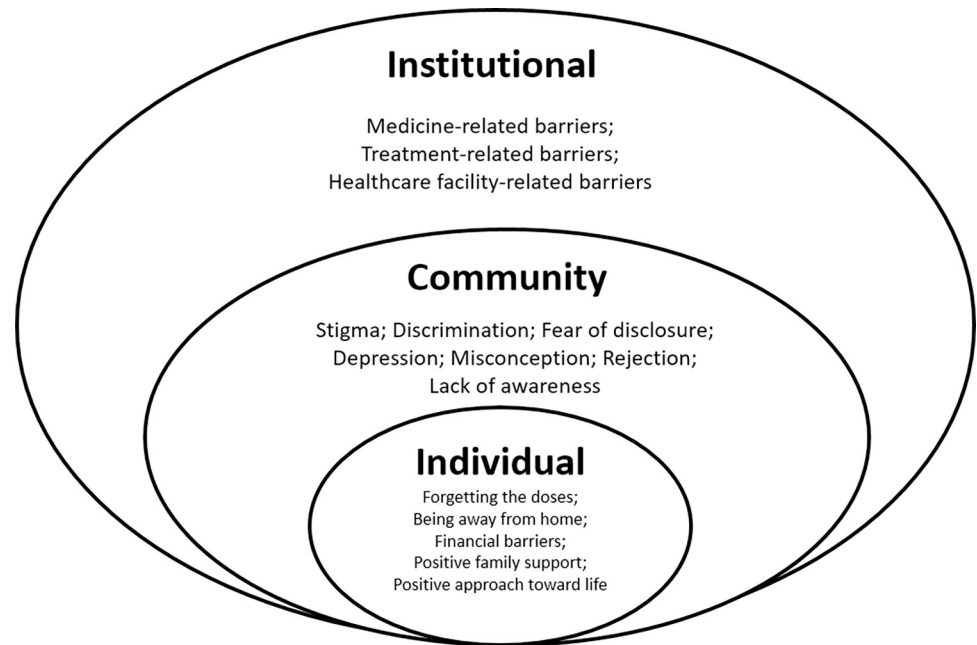 Institutional
Medicine-related barriers;
Treatment-related barriers;
Healthcare facility-related barriers
Community
Stigma; Discrimination; Fear of disclosure;
Depression; Misconception; Rejection;
Lack of awareness
Individual
Forgetting the doses;
Being away from home;
Financial barriers;
Positive family support;
Positive approach toward life